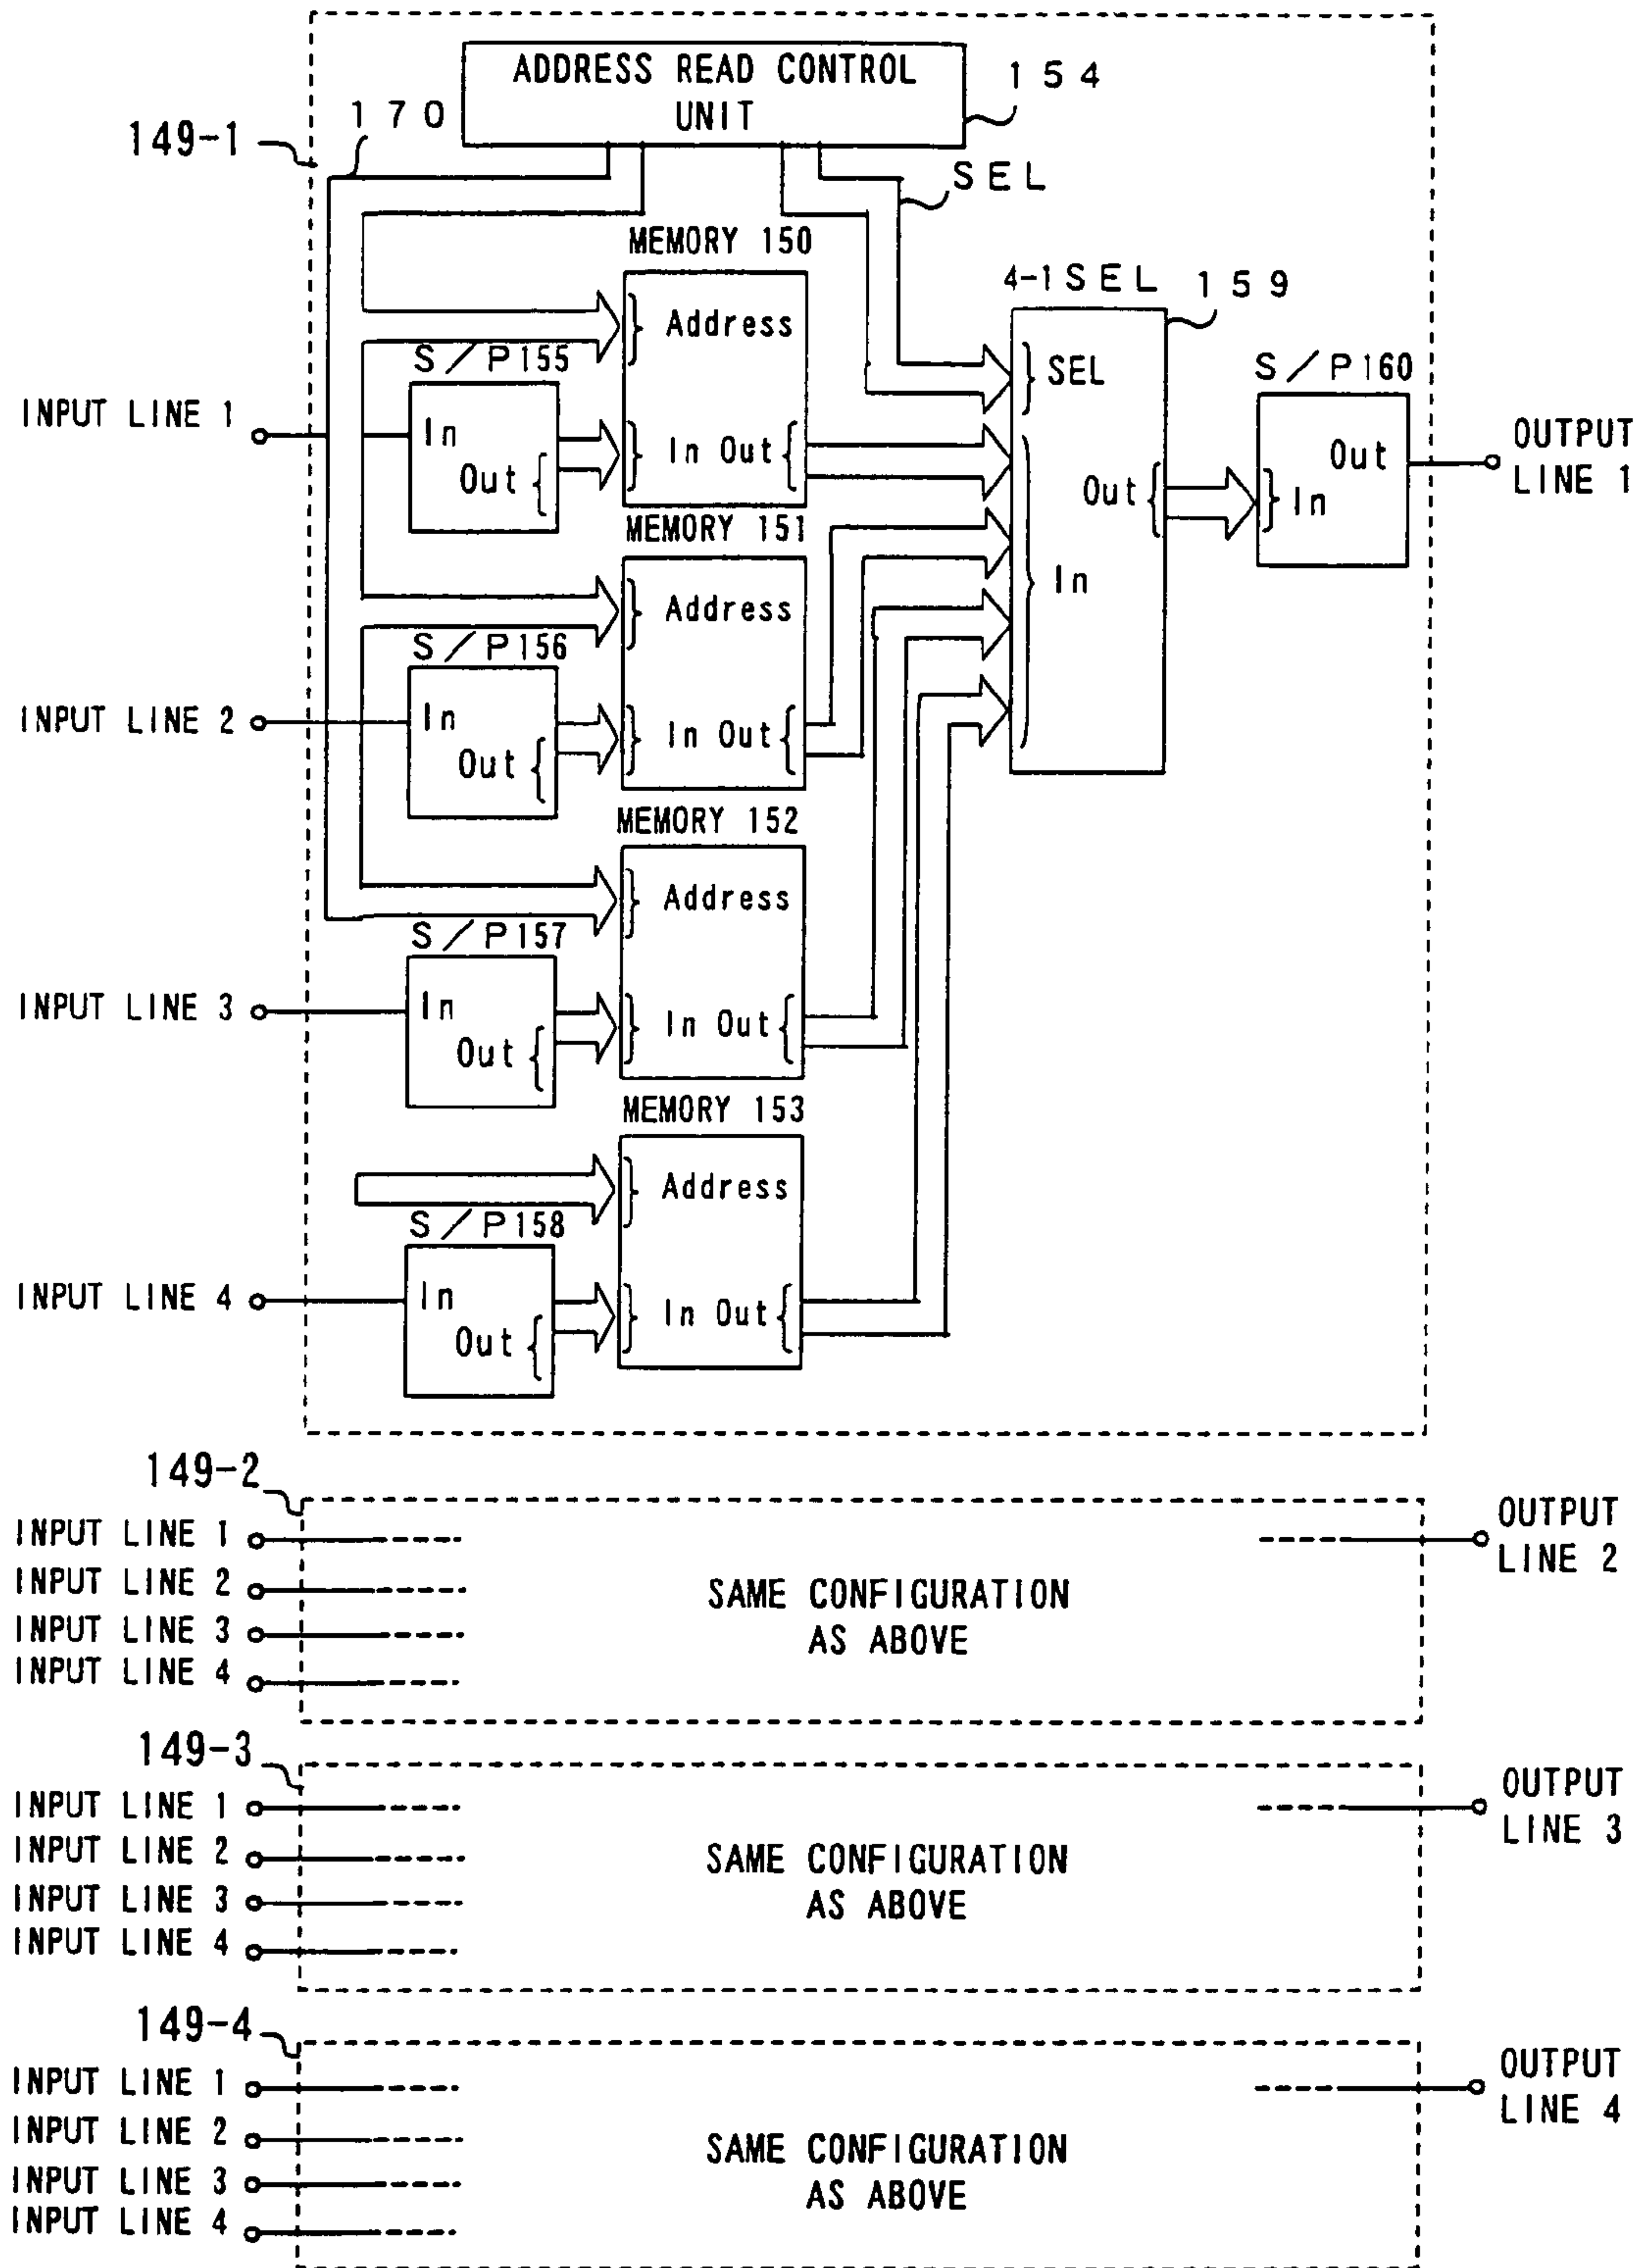 ADDRESS READ CONTROL
UNIT
154
170
149-1
SEL
MEMORY 150
4-1SEL 159
Address
S/P155
SEL
S/P160
INPUT LINE 1
In
Out
In Out
Out
In
Out
In
OUTPUT
LINE 1
MEMORY 151
Address
S/P156
INPUT LINE 2
In
Out
In Out
MEMORY 152
Address
S/P157
INPUT LINE 3
In
Out
In Out
MEMORY 153
Address
S/P158
INPUT LINE 4
In
Out
In Out
149-2
INPUT LINE 1
INPUT LINE 2
INPUT LINE 3
INPUT LINE 4
SAME CONFIGURATION
AS ABOVE
OUTPUT
LINE 2
149-3
INPUT LINE 1
INPUT LINE 2
INPUT LINE 3
INPUT LINE 4
SAME CONFIGURATION
AS ABOVE
OUTPUT
LINE 3
149-4
INPUT LINE 1
INPUT LINE 2
INPUT LINE 3
INPUT LINE 4
SAME CONFIGURATION
AS ABOVE
OUTPUT
LINE 4